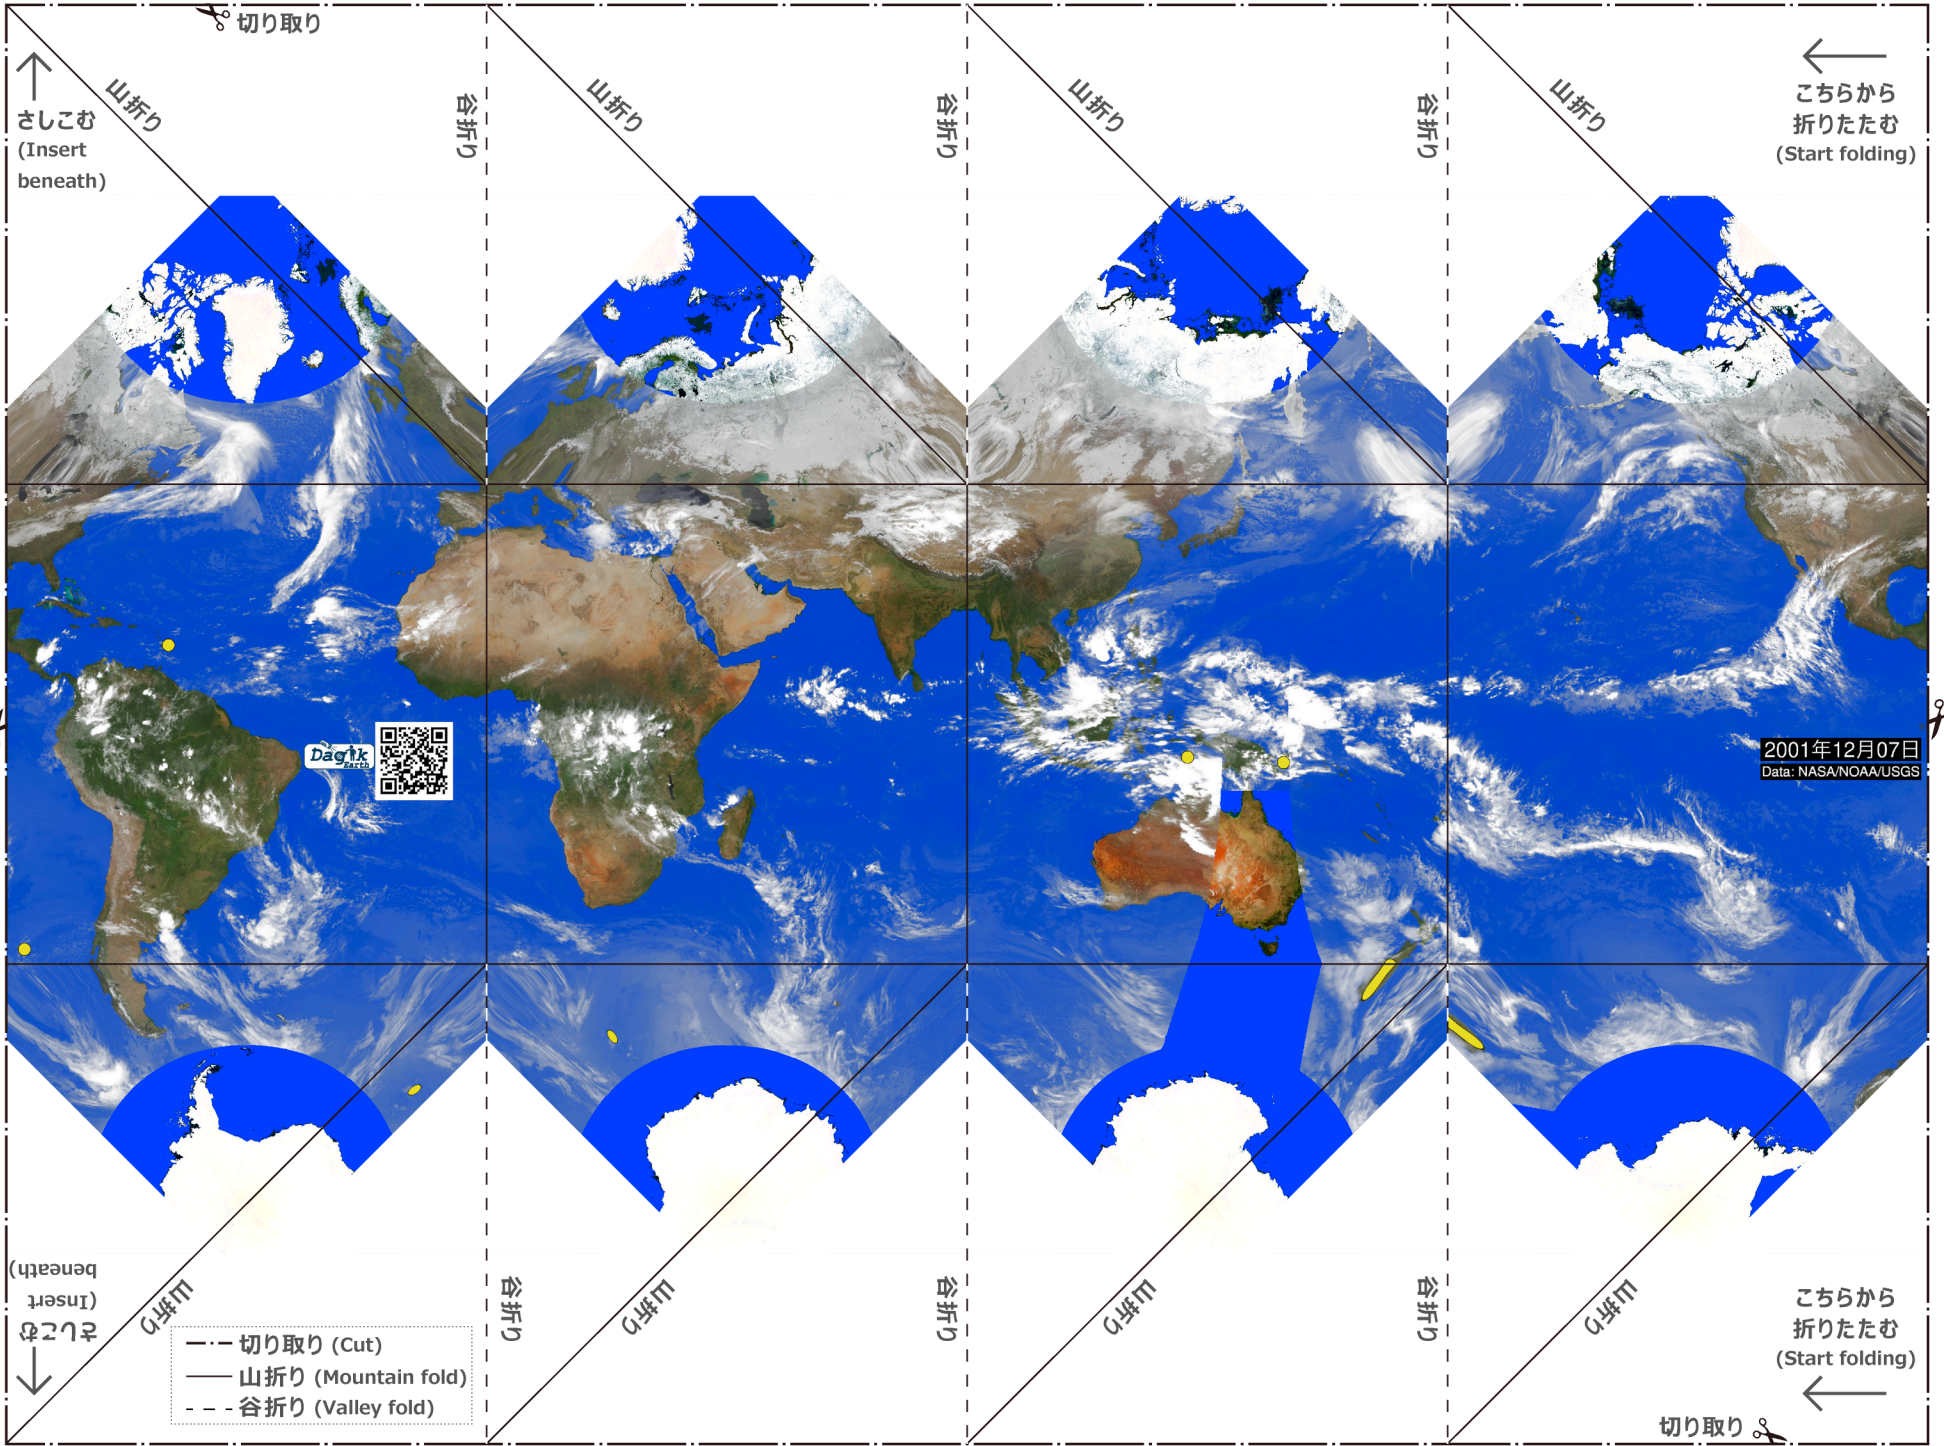 切り取り
山折り
谷折り
山折り
谷折り
山折り
谷折り
山折り
こちらから
折りたたむ
(Start folding)
さしこむ
(Insert
beneath)
Dagik
Earth
2001年12月07日
Data: NASA/NOAA/USGS
さしこむ
(Insert
beneath)
山折り
谷折り
山折り
谷折り
山折り
谷折り
山折り
こちらから
折りたたむ
(Start folding)
切り取り (Cut)
山折り (Mountain fold)
谷折り (Valley fold)
切り取り